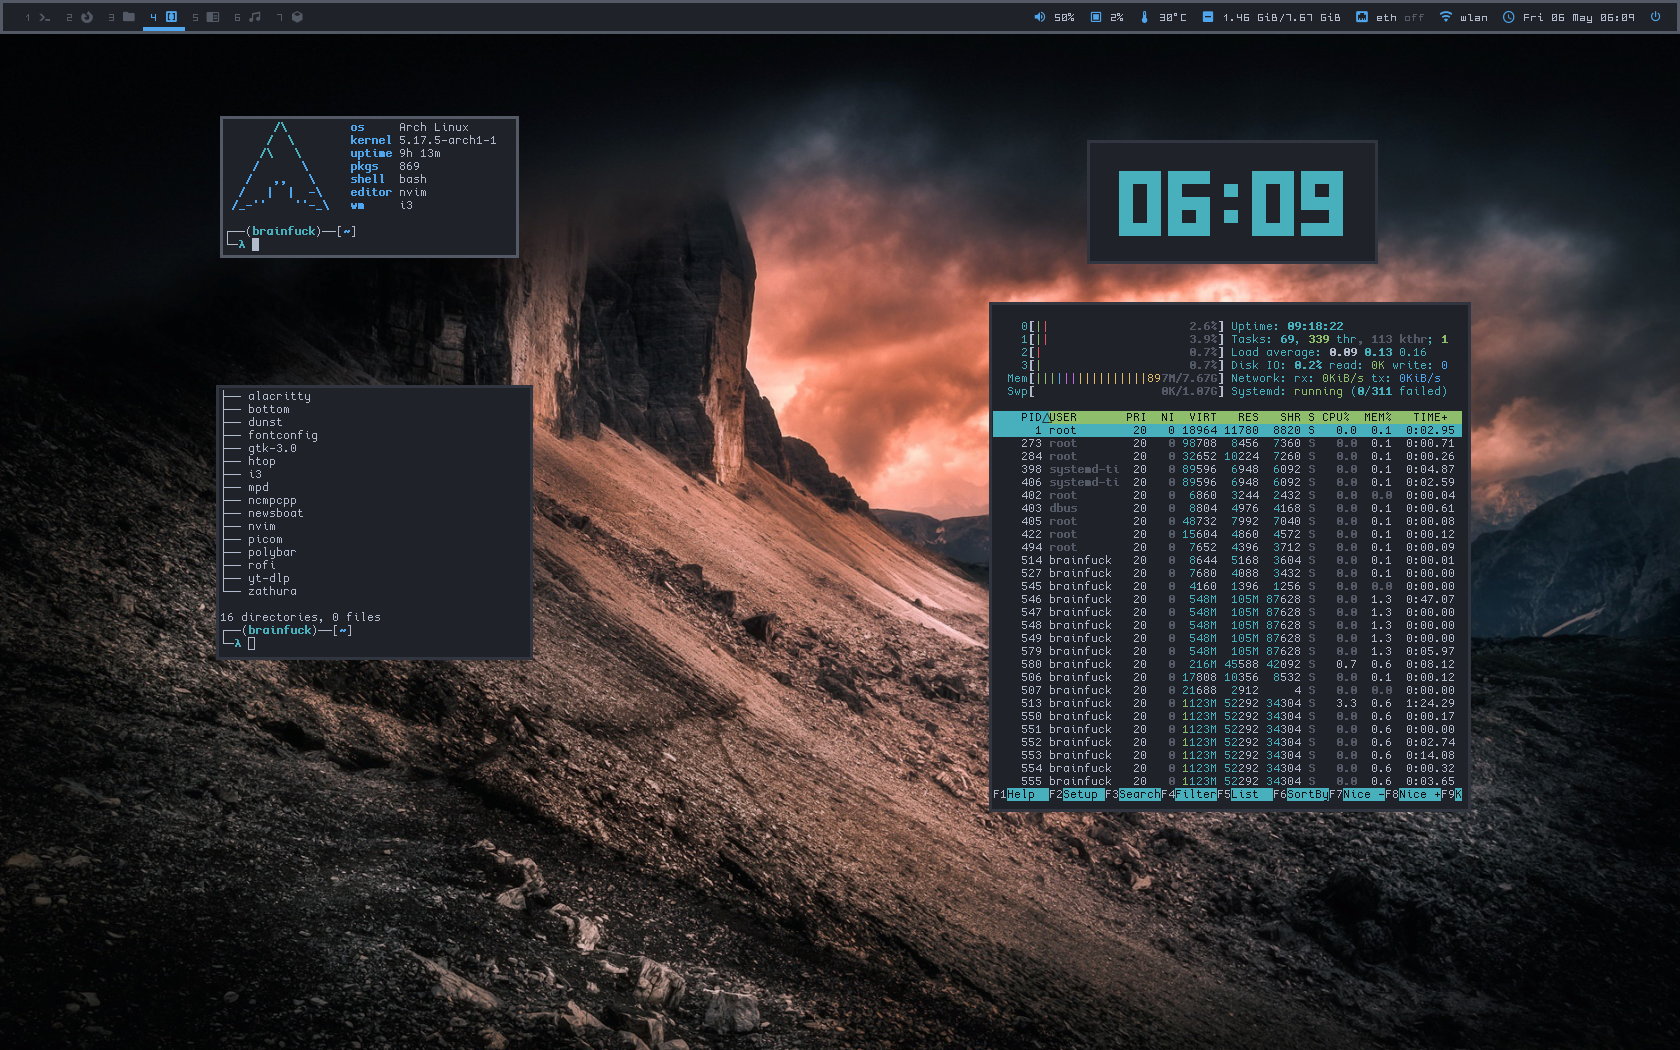 1 2 3 4 5 6 7 50% 2% 30°C 1.46 GiB/7.67 GiB eth off wlan Fri 06 May 06:09
os Arch Linux
kernel 5.17.5-arch1-1
uptime 9h 13m
pkgs 869
shell bash
editor nvim
wm i3
┌──(brainfuck)──[~]
└─λ
├── alacritty
├── bottom
├── dunst
├── fontconfig
├── gtk-3.0
├── htop
├── i3
├── mpd
├── ncmpcpp
├── newsboat
├── nvim
├── picom
├── polybar
├── rofi
├── yt-dlp
└── zathura
16 directories, 0 files
┌──(brainfuck)──[~]
└─λ
06:09
0[|| 2.6%] Uptime: 09:18:22
1[|| 3.9%] Tasks: 69, 339 thr, 113 kthr; 1
2[| 0.7%] Load average: 0.09 0.13 0.16
3[| 0.7%] Disk IO: 0.2% read: 0K write: 0
Mem[||||||||||||||||897M/7.67G] Network: rx: 0KiB/s tx: 0KiB/s
Swp[ 0K/1.07G] Systemd: running (0/311 failed)
PID△USER PRI NI VIRT RES SHR S CPU% MEM% TIME+
1 root 20 0 18964 11780 8820 S 0.0 0.1 0:02.95
273 root 20 0 98708 8456 7360 S 0.0 0.1 0:00.71
284 root 20 0 32652 10224 7260 S 0.0 0.1 0:00.26
398 systemd-ti 20 0 89596 6948 6092 S 0.0 0.1 0:04.87
406 systemd-ti 20 0 89596 6948 6092 S 0.0 0.1 0:02.59
402 root 20 0 6860 3244 2432 S 0.0 0.0 0:00.04
403 dbus 20 0 8804 4976 4168 S 0.0 0.1 0:00.61
405 root 20 0 48732 7992 7040 S 0.0 0.1 0:00.08
422 root 20 0 15604 4860 4572 S 0.0 0.1 0:00.12
494 root 20 0 7652 4396 3712 S 0.0 0.1 0:00.09
514 brainfuck 20 0 8644 5168 3604 S 0.0 0.1 0:00.01
527 brainfuck 20 0 7680 4088 3432 S 0.0 0.1 0:00.00
545 brainfuck 20 0 4160 1396 1256 S 0.0 0.0 0:00.00
546 brainfuck 20 0 548M 105M 87628 S 0.0 1.3 0:47.07
547 brainfuck 20 0 548M 105M 87628 S 0.0 1.3 0:00.00
548 brainfuck 20 0 548M 105M 87628 S 0.0 1.3 0:00.00
549 brainfuck 20 0 548M 105M 87628 S 0.0 1.3 0:00.00
579 brainfuck 20 0 548M 105M 87628 S 0.0 1.3 0:05.97
580 brainfuck 20 0 216M 45588 42092 S 0.7 0.6 0:08.12
506 brainfuck 20 0 17808 10356 8532 S 0.0 0.1 0:00.12
507 brainfuck 20 0 21688 2912 4 S 0.0 0.0 0:00.00
513 brainfuck 20 0 1123M 52292 34304 S 3.3 0.6 1:24.29
550 brainfuck 20 0 1123M 52292 34304 S 0.0 0.6 0:00.17
551 brainfuck 20 0 1123M 52292 34304 S 0.0 0.6 0:00.00
552 brainfuck 20 0 1123M 52292 34304 S 0.0 0.6 0:02.74
553 brainfuck 20 0 1123M 52292 34304 S 0.0 0.6 0:14.08
554 brainfuck 20 0 1123M 52292 34304 S 0.0 0.6 0:00.32
555 brainfuck 20 0 1123M 52292 34304 S 0.0 0.6 0:03.65
F1Help F2Setup F3SearchF4FilterF5List F6SortByF7Nice -F8Nice +F9K